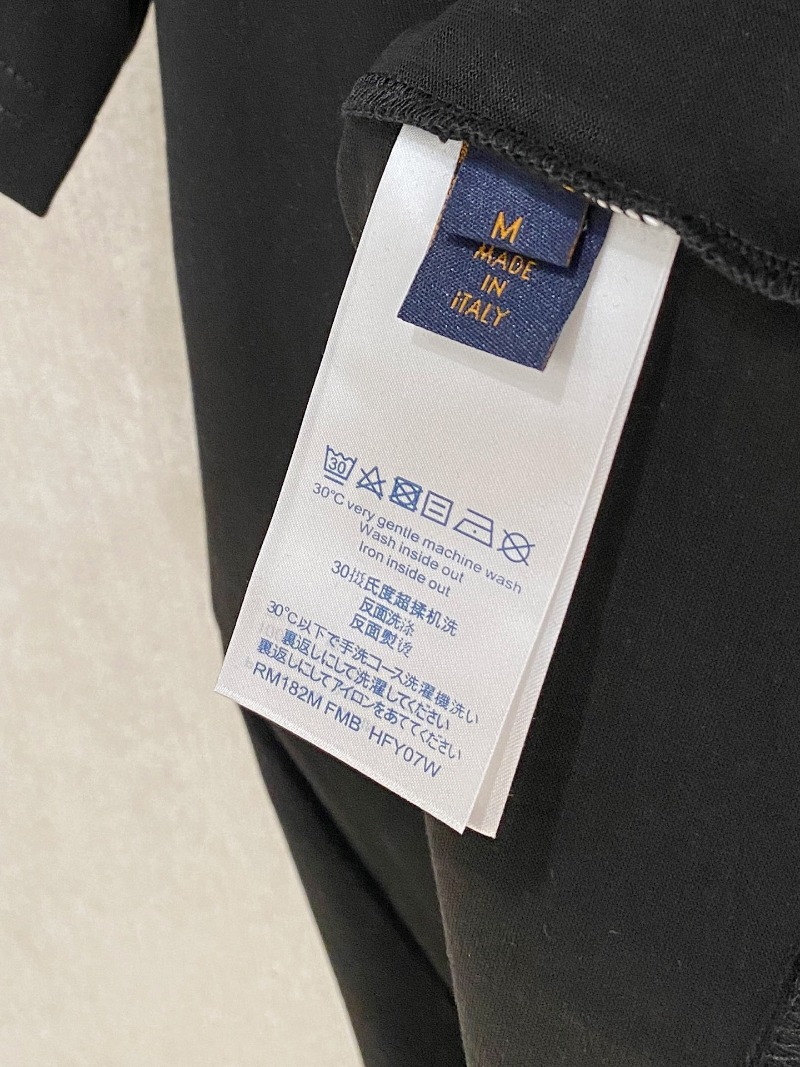 M
MADE
IN
iTALY
30
30°C very gentle machine wash
Wash inside out
Iron inside out
30摄氏度超揉机洗
反面洗涤
反面熨烫
30°C以下で手洗コース洗濯機洗い
裏返しにして洗濯してください
裏返しにしてアイロンをあててください
RM182M FMB HFY07W